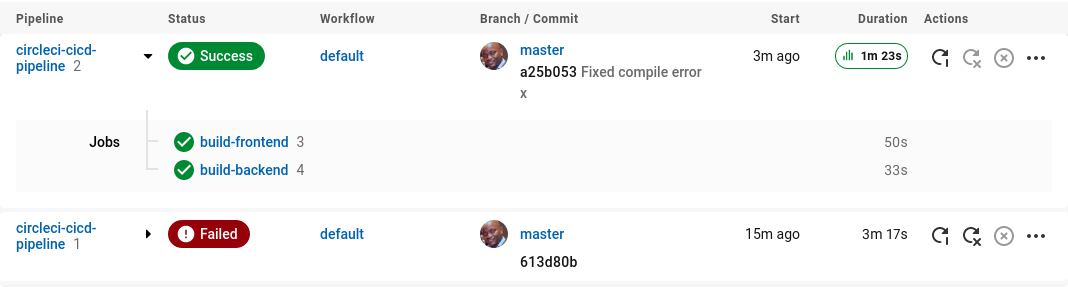 Pipeline Status Workflow Branch / Commit Start Duration Actions
circleci-cicd-pipeline 2 Success default master 3m ago 1m 23s
a25b053 Fixed compile error
x
Jobs build-frontend 3 50s
build-backend 4 33s
circleci-cicd-pipeline 1 Failed default master 15m ago 3m 17s
613d80b